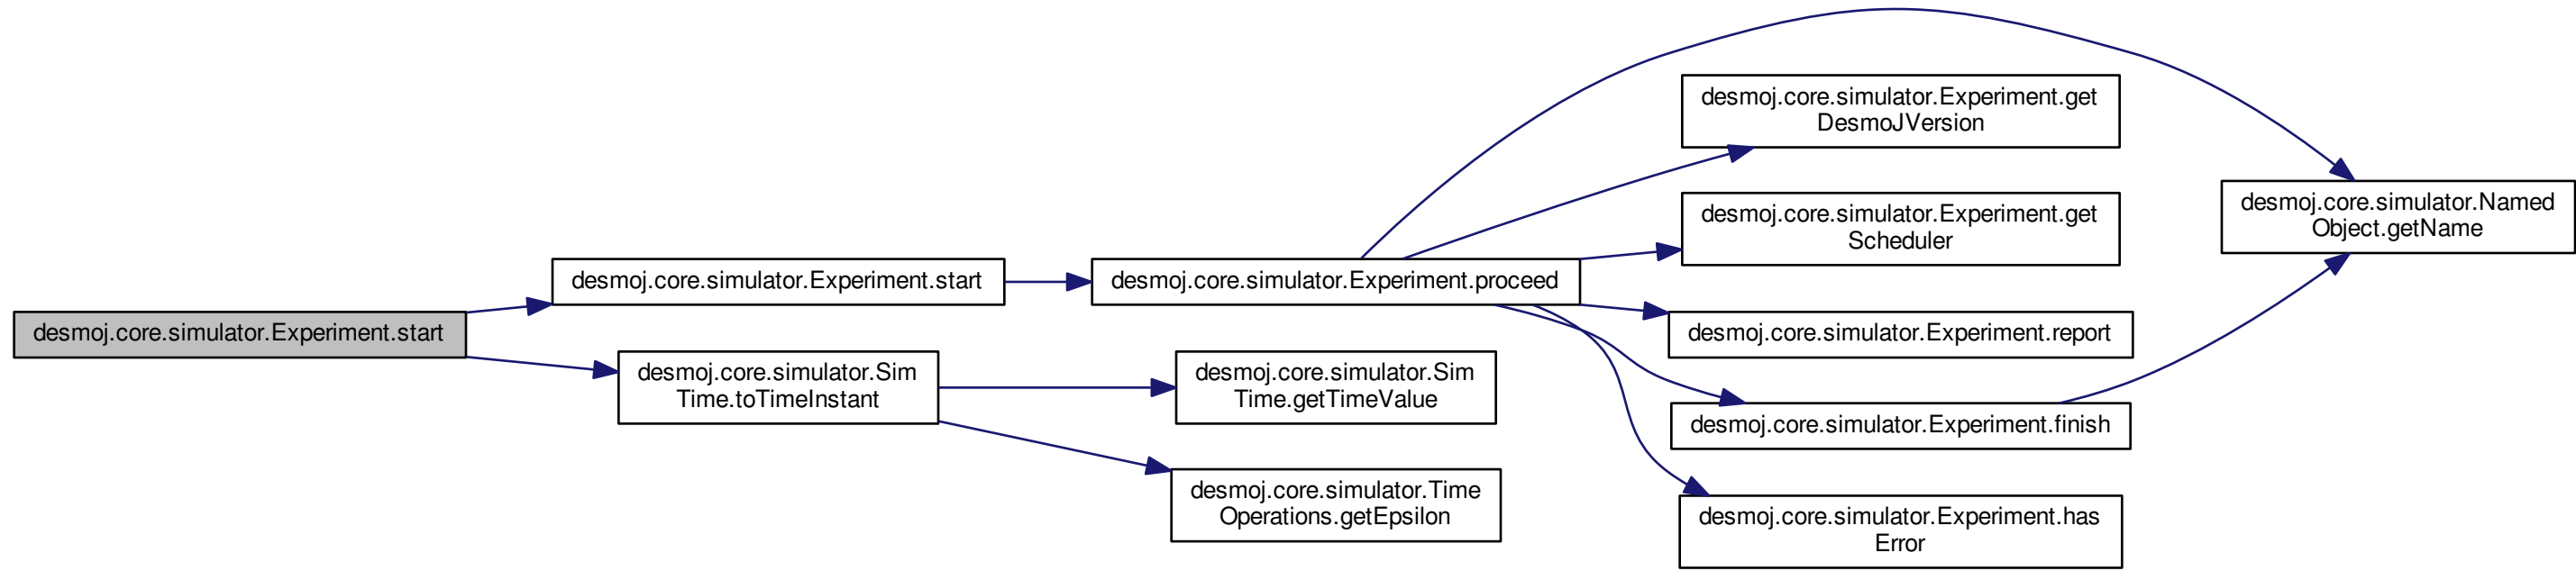 desmoj.core.simulator.Experiment.start
desmoj.core.simulator.Experiment.start
desmoj.core.simulator.Sim
Time.toTimeInstant
desmoj.core.simulator.Experiment.proceed
desmoj.core.simulator.Sim
Time.getTimeValue
desmoj.core.simulator.Time
Operations.getEpsilon
desmoj.core.simulator.Experiment.get
DesmoJVersion
desmoj.core.simulator.Experiment.get
Scheduler
desmoj.core.simulator.Experiment.report
desmoj.core.simulator.Experiment.finish
desmoj.core.simulator.Experiment.has
Error
desmoj.core.simulator.Named
Object.getName